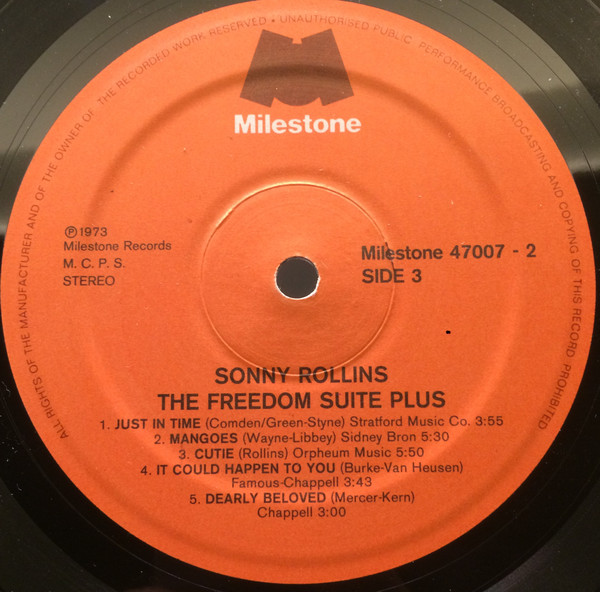 ALL RIGHTS OF THE MANUFACTURER AND OF THE OWNER OF THE RECORDED WORK RESERVED • UNAUTHORISED PUBLIC PERFORMANCE BROADCASTING AND COPYING OF THIS RECORD PROHIBITED
Milestone
℗1973
Milestone Records
M. C. P. S.
STEREO
Milestone 47007 - 2
SIDE 3
SONNY ROLLINS
THE FREEDOM SUITE PLUS
1. JUST IN TIME (Comden/Green-Styne) Stratford Music Co. 3:55
2. MANGOES (Wayne-Libbey) Sidney Bron 5:30
3. CUTIE (Rollins) Orpheum Music 5:50
4. IT COULD HAPPEN TO YOU (Burke-Van Heusen)
Famous-Chappell 3:43
5. DEARLY BELOVED (Mercer-Kern)
Chappell 3:00